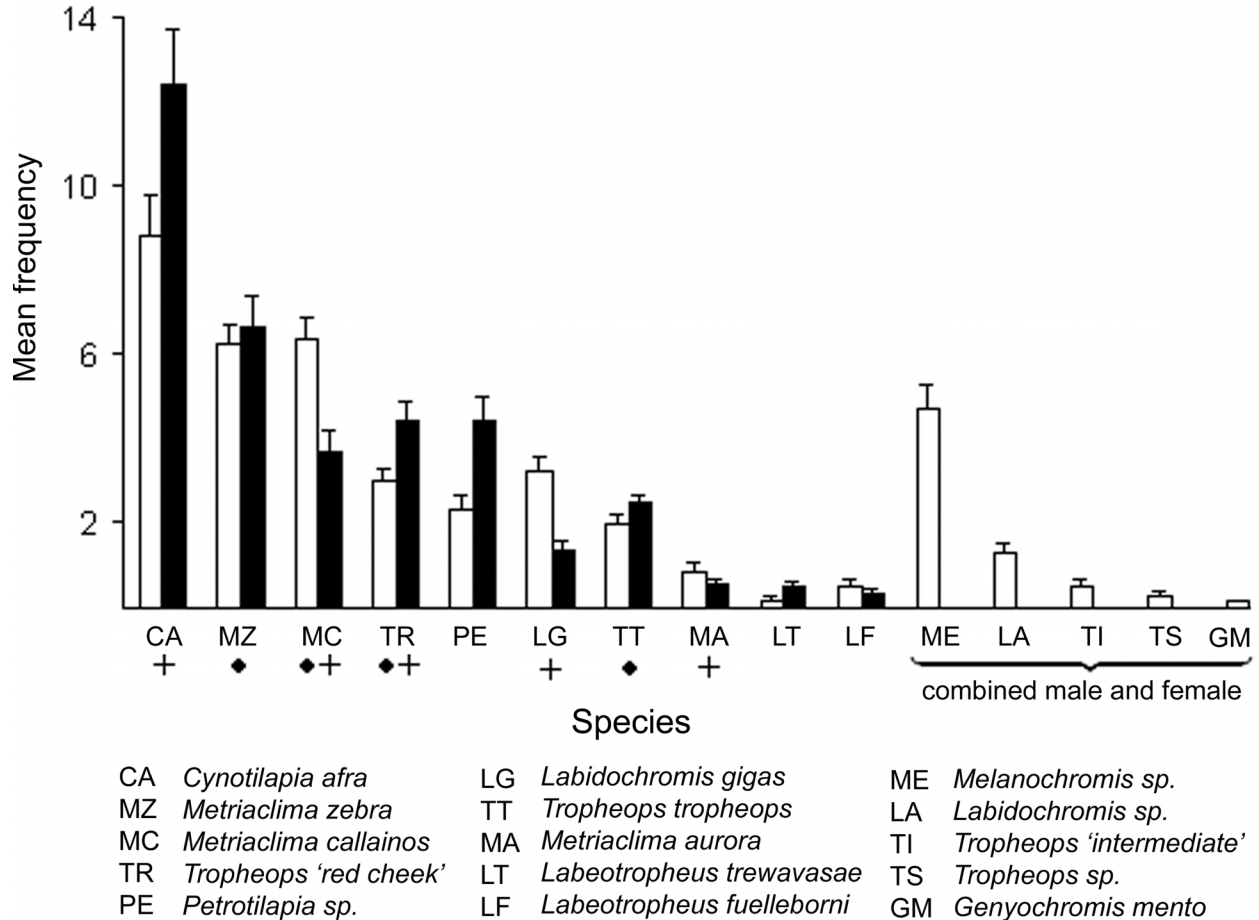 14
10
6
2
Mean frequency
CA MZ MC TR PE LG TT MA LT LF ME LA TI TS GM
combined male and female
Species
CA Cynotilapia afra
MZ Metriaclima zebra
MC Metriaclima callainos
TR Tropheops ‘red cheek’
PE Petrotilapia sp.
LG Labidochromis gigas
TT Tropheops tropheops
MA Metriaclima aurora
LT Labeotropheus trewavasae
LF Labeotropheus fuelleborni
ME Melanochromis sp.
LA Labidochromis sp.
TI Tropheops ‘intermediate’
TS Tropheops sp.
GM Genyochromis mento